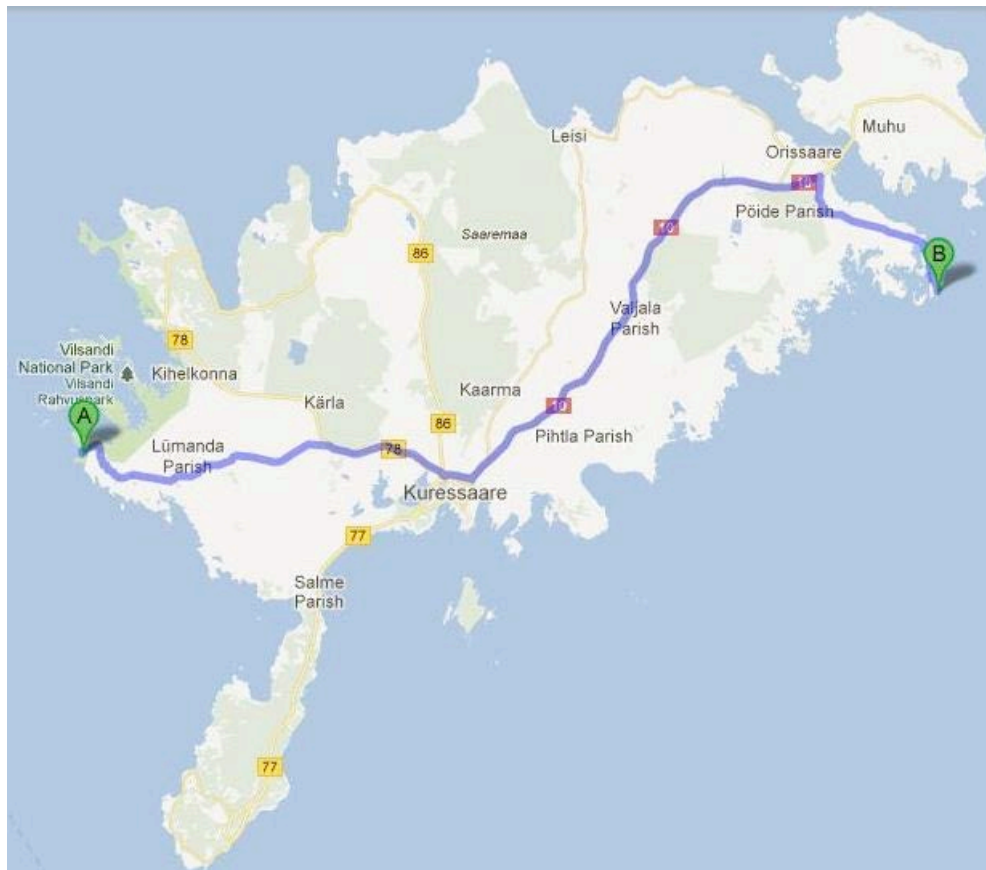 Muhu
Leisi
Orissaare
10
Pöide Parish
10
Saaremaa
86
B
Valjala
Parish
78
Vilsandi
National Park
Vilsandi
Rahvuspark
Kihelkonna
Kaarma
Kärla
10
A
86
Pihtla Parish
Lümanda
Parish
78
Kuressaare
77
Salme
Parish
77